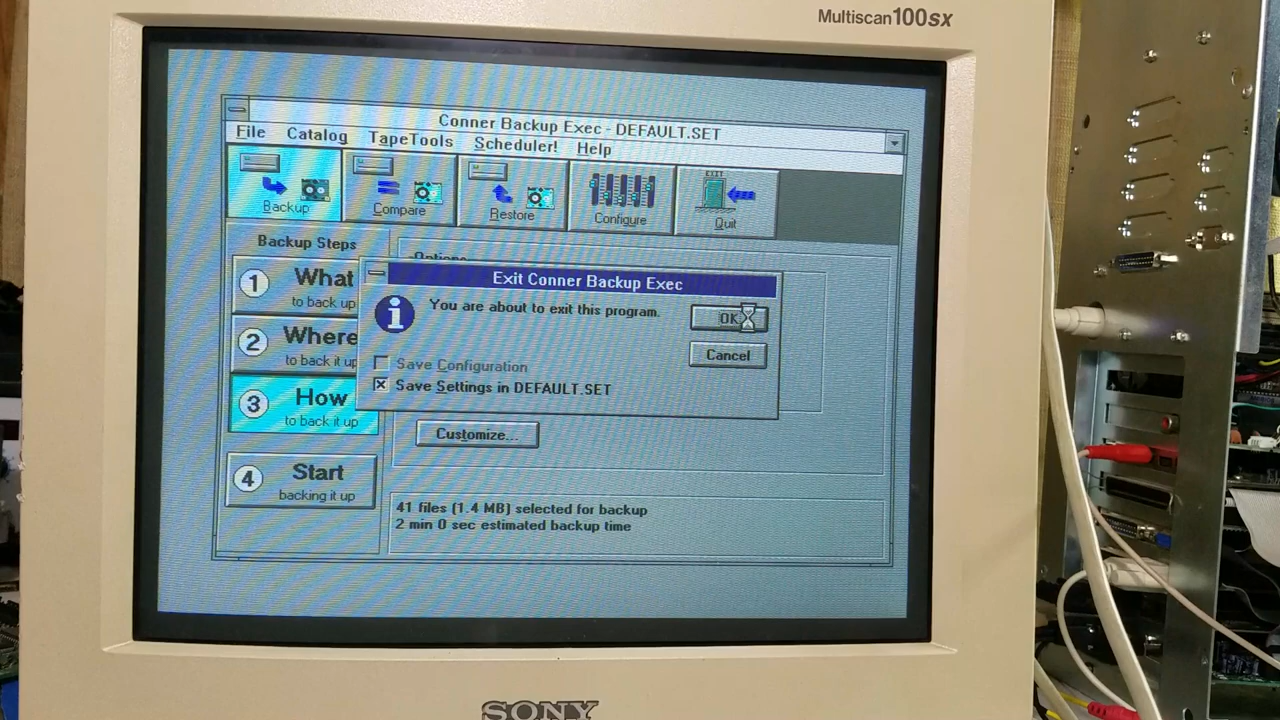 Multiscan100sx
Conner Backup Exec - DEFAULT.SET
File Catalog TapeTools Scheduler! Help
Backup
Compare
Restore
Configure
EXIT
Quit
Backup Steps
Options
1 What
to back up
2 Where
to back it up
3 How
to back it up
4 Start
backing it up
Exit Conner Backup Exec
You are about to exit this program.
OK
Cancel
Save Configuration
Save Settings in DEFAULT.SET
Customize...
41 files (1.4 MB) selected for backup
2 min 0 sec estimated backup time
SONY